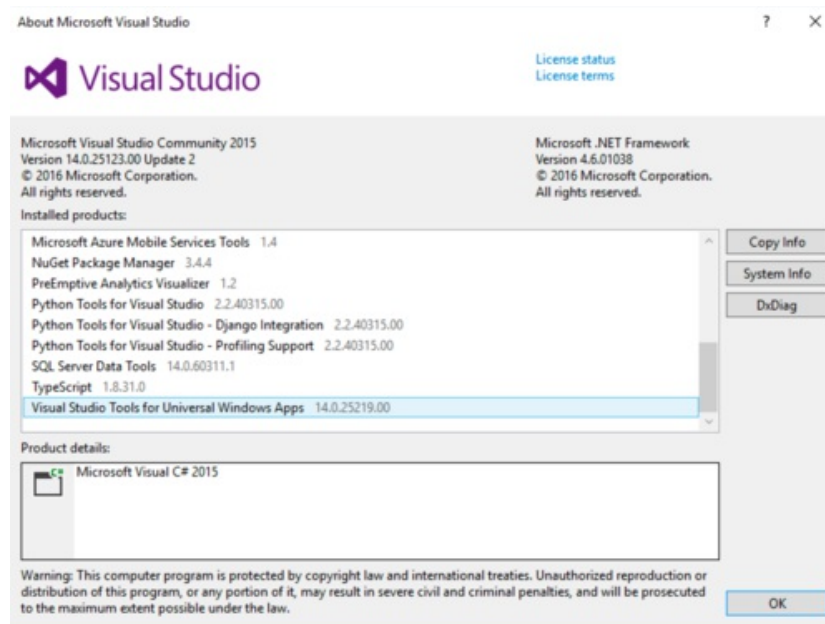 About Microsoft Visual Studio
?
Visual Studio
License status
License terms
Microsoft Visual Studio Community 2015
Version 14.0.25123.00 Update 2
© 2016 Microsoft Corporation.
All rights reserved.
Microsoft .NET Framework
Version 4.6.01038
© 2016 Microsoft Corporation.
All rights reserved.
Installed products:
Microsoft Azure Mobile Services Tools 1.4
NuGet Package Manager 3.4.4
PreEmptive Analytics Visualizer 1.2
Python Tools for Visual Studio 2.2.40315.00
Python Tools for Visual Studio - Django Integration 2.2.40315.00
Python Tools for Visual Studio - Profiling Support 2.2.40315.00
SQL Server Data Tools 14.0.60311.1
TypeScript 1.8.31.0
Visual Studio Tools for Universal Windows Apps 14.0.25219.00
Copy Info
System Info
DxDiag
Product details:
C#
Microsoft Visual C# 2015
Warning: This computer program is protected by copyright law and international treaties. Unauthorized reproduction or
distribution of this program, or any portion of it, may result in severe civil and criminal penalties, and will be prosecuted
to the maximum extent possible under the law.
OK